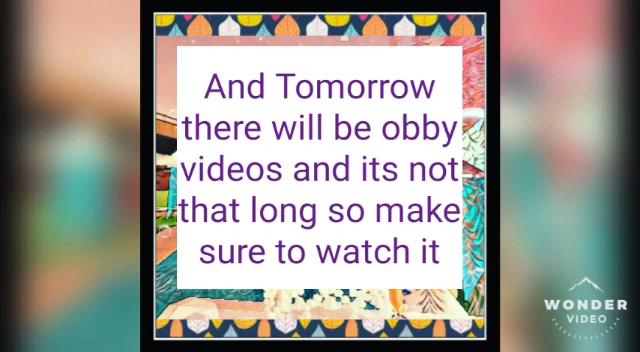 And Tomorrow
there will be obby
videos and its not
that long so make
sure to watch it
WONDER
VIDEO